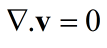 ∇.v = 0